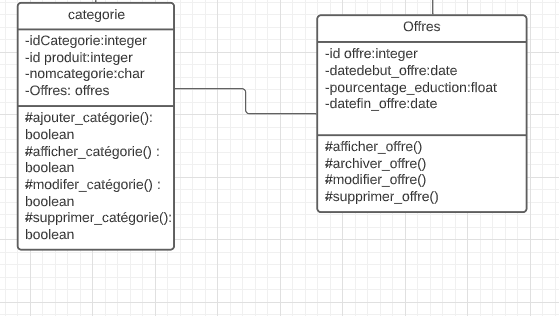 categorie
-idCategorie:integer
-id produit:integer
-nomcategorie:char
-Offres: offres
#ajouter_catégorie():
boolean
#afficher_catégorie() :
boolean
#modifer_catégorie() :
boolean
#supprimer_catégorie():
boolean
Offres
-id offre:integer
-datedebut_offre:date
-pourcentage_eduction:float
-datefin_offre:date
#afficher_offre()
#archiver_offre()
#modifier_offre()
#supprimer_offre()